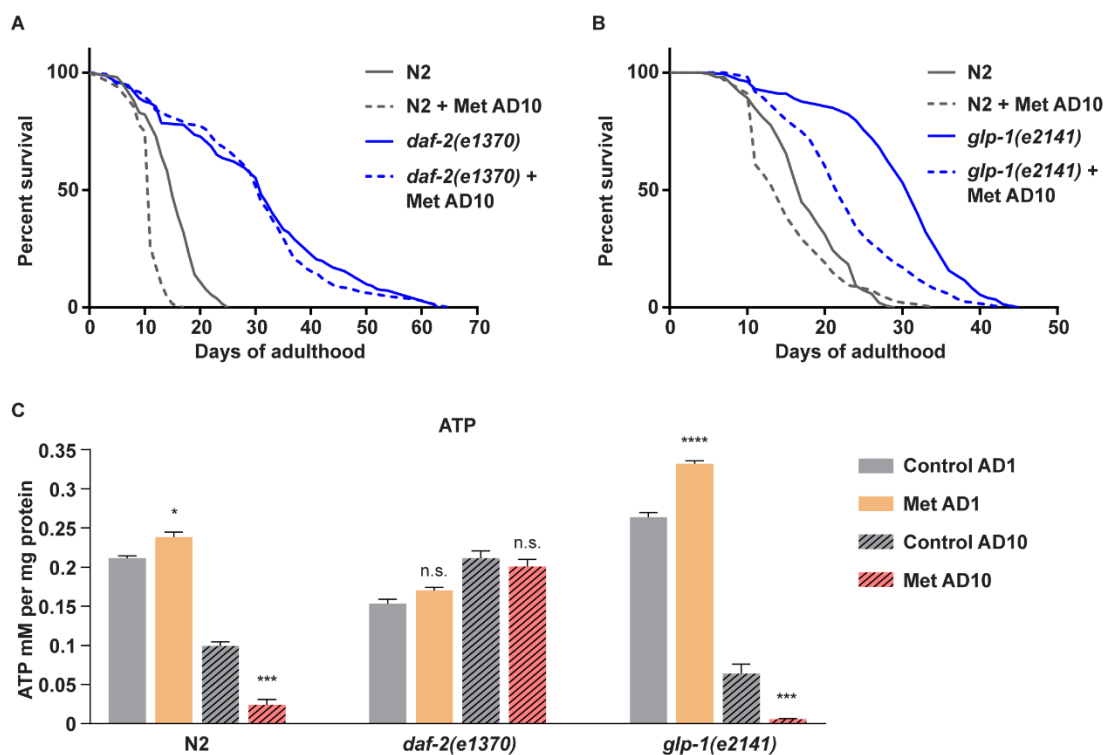 A
Percent survival
100
50
0
0 10 20 30 40 50 60 70
Days of adulthood
N2
N2 + Met AD10
daf-2(e1370)
daf-2(e1370) +
Met AD10
B
Percent survival
100
50
0
0 10 20 30 40 50
Days of adulthood
N2
N2 + Met AD10
glp-1(e2141)
glp-1(e2141) +
Met AD10
C
ATP
ATP mM per mg protein
0.35
0.3
0.25
0.2
0.15
0.1
0.05
0
*
***
n.s.
n.s.
****
***
N2 daf-2(e1370) glp-1(e2141)
Control AD1
Met AD1
Control AD10
Met AD10